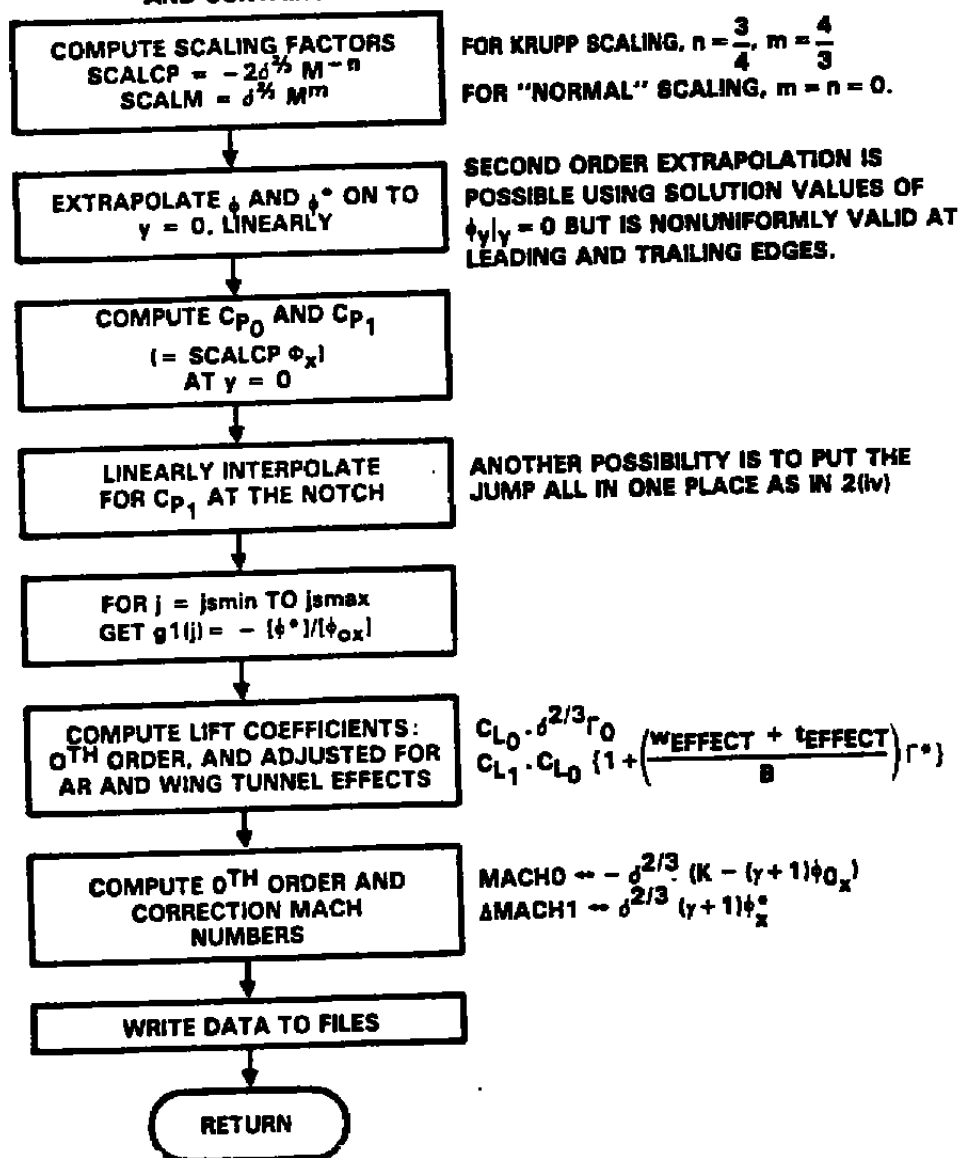 COMPUTE SCALING FACTORS
SCALCP = -2δ^⅔ M^-n
SCALM = δ^⅔ M^m
FOR KRUPP SCALING, n = 3/4, m = 4/3
FOR "NORMAL" SCALING, m = n = 0.
EXTRAPOLATE ϕ AND ϕ* ON TO
y = 0, LINEARLY
SECOND ORDER EXTRAPOLATION IS
POSSIBLE USING SOLUTION VALUES OF
ϕy|y = 0 BUT IS NONUNIFORMLY VALID AT
LEADING AND TRAILING EDGES.
COMPUTE CP0 AND CP1
(= SCALCP Φx)
AT y = 0
LINEARLY INTERPOLATE
FOR CP1 AT THE NOTCH
ANOTHER POSSIBILITY IS TO PUT THE
JUMP ALL IN ONE PLACE AS IN 2(iv)
FOR j = jsmin TO jsmax
GET g1(j) = - [ϕ*]/[ϕ0x]
COMPUTE LIFT COEFFICIENTS:
0TH ORDER, AND ADJUSTED FOR
AR AND WING TUNNEL EFFECTS
CL0 - δ^2/3 Γ0
CL1 - CL0 {1 + ((wEFFECT + tEFFECT)/B) Γ*}
COMPUTE 0TH ORDER AND
CORRECTION MACH
NUMBERS
MACH0 ↔ - δ^2/3 (K - (γ+1)ϕ0x)
ΔMACH1 ↔ δ^2/3 (γ+1)ϕ*x
WRITE DATA TO FILES
RETURN